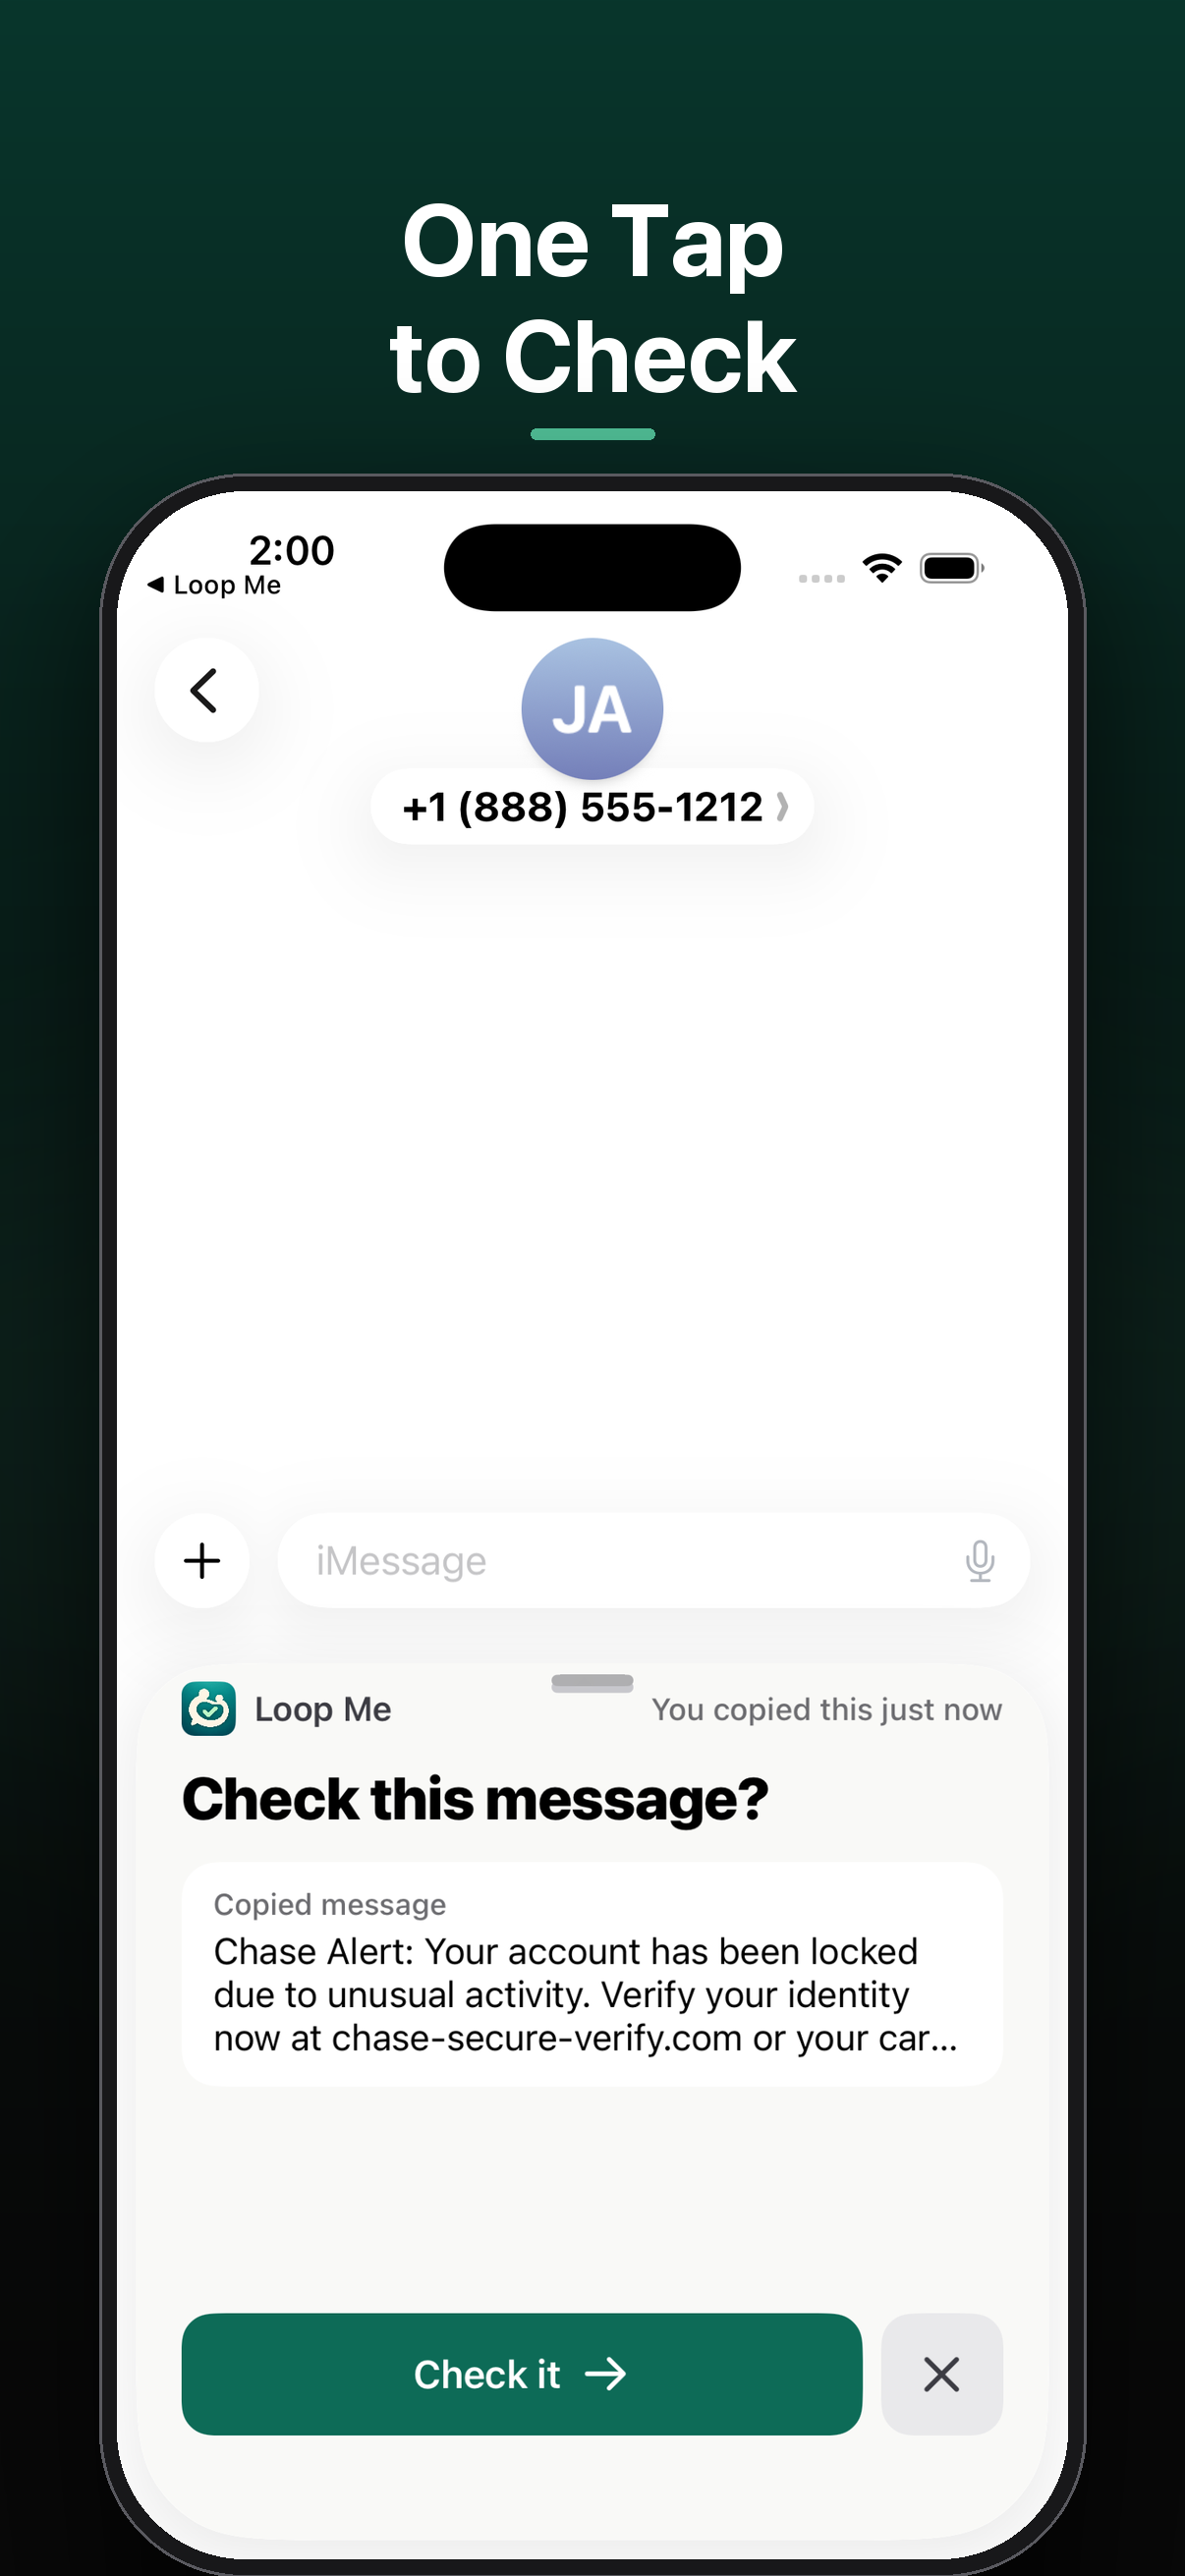 One Tap
to Check
2:00
Loop Me
JA
+1 (888) 555-1212
iMessage
Loop Me
You copied this just now
Check this message?
Copied message
Chase Alert: Your account has been locked
due to unusual activity. Verify your identity
now at chase-secure-verify.com or your car...
Check it